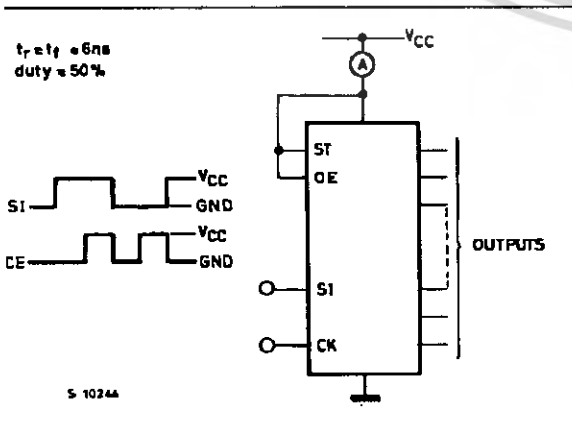 tr = tf = 6ns
duty = 50%
VCC
A
ST
OE
SI
VCC
GND
CE
VCC
GND
OUTPUTS
SI
CK
S-10244